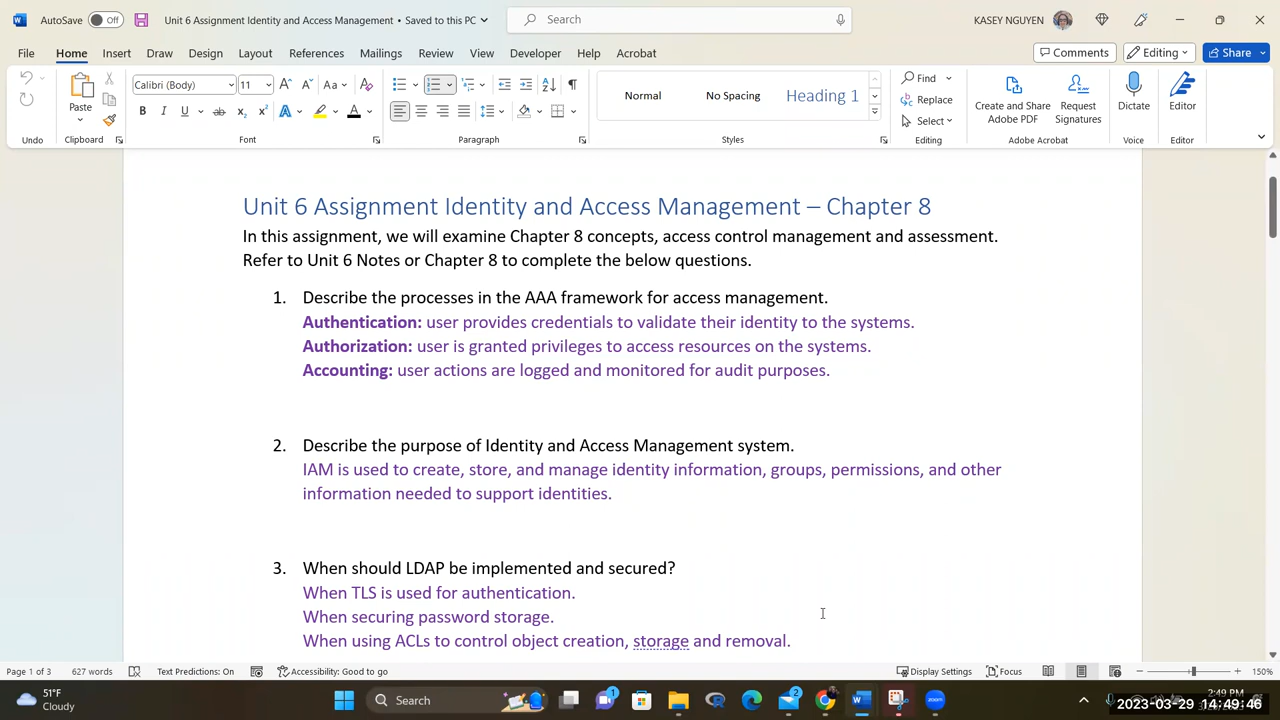 AutoSave Off Unit 6 Assignment Identity and Access Management • Saved to this PC Search KASEY NGUYEN
File Home Insert Draw Design Layout References Mailings Review View Developer Help Acrobat Comments Editing Share
Calibri (Body) 11 Aa Find
Paste Normal No Spacing Heading 1 Replace Create and Share Adobe PDF Request Signatures Dictate Editor
B I U ab x₂ x² A A Select
Undo Clipboard Font Paragraph Styles Editing Adobe Acrobat Voice Editor
Unit 6 Assignment Identity and Access Management – Chapter 8
In this assignment, we will examine Chapter 8 concepts, access control management and assessment.
Refer to Unit 6 Notes or Chapter 8 to complete the below questions.
1. Describe the processes in the AAA framework for access management.
Authentication: user provides credentials to validate their identity to the systems.
Authorization: user is granted privileges to access resources on the systems.
Accounting: user actions are logged and monitored for audit purposes.
2. Describe the purpose of Identity and Access Management system.
IAM is used to create, store, and manage identity information, groups, permissions, and other
information needed to support identities.
3. When should LDAP be implemented and secured?
When TLS is used for authentication.
When securing password storage.
When using ACLs to control object creation, storage and removal.
Page 1 of 3 627 words Text Predictions: On Accessibility: Good to go Display Settings Focus 150%
51°F
Cloudy
Search 1 2 zoom 2:49 PM
2023-03-29 14:49:46